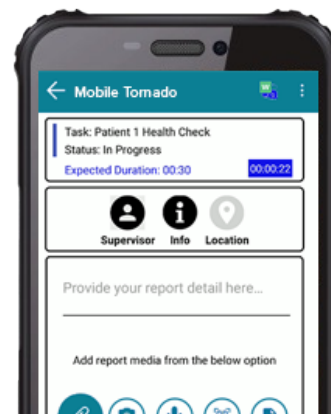 Mobile Tornado
Task: Patient 1 Health Check
Status: In Progress
Expected Duration: 00:30 00:00:22
Supervisor Info Location
Provide your report detail here...
Add report media from the below option